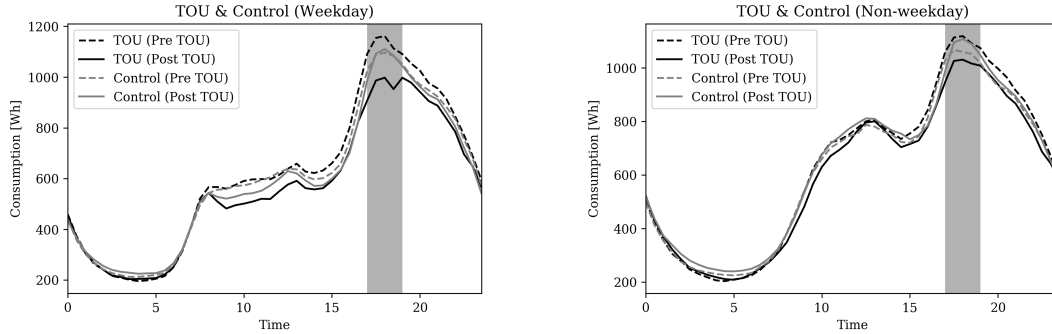 TOU & Control (Weekday)
Consumption [Wh]
1200
1000
800
600
400
200
TOU (Pre TOU)
TOU (Post TOU)
Control (Pre TOU)
Control (Post TOU)
0 5 10 15 20
Time
TOU & Control (Non-weekday)
Consumption [Wh]
1000
800
600
400
200
TOU (Pre TOU)
TOU (Post TOU)
Control (Pre TOU)
Control (Post TOU)
0 5 10 15 20
Time